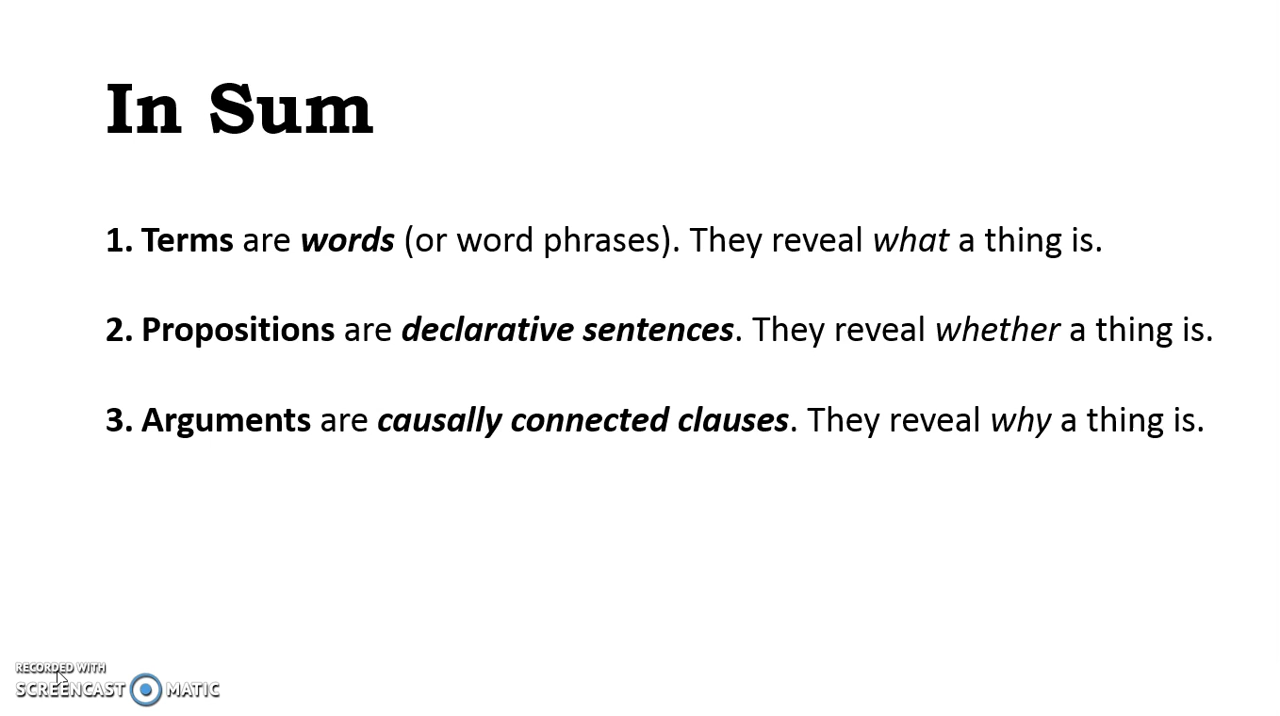 In Sum
1. Terms are words (or word phrases). They reveal what a thing is.
2. Propositions are declarative sentences. They reveal whether a thing is.
3. Arguments are causally connected clauses. They reveal why a thing is.
RECORDED WITH
SCREENCAST MATIC